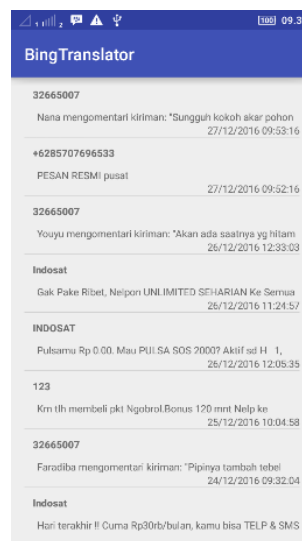 2 100 09.3
BingTranslator
32665007
Nana mengomentari kiriman: "Sungguh kokoh akar pohon
27/12/2016 09:53:16
+6285707696533
PESAN RESMI pusat
27/12/2016 09:52:16
32665007
Youyu mengomentari kiriman: "Akan ada saatnya yg hitam
26/12/2016 12:33:03
Indosat
Gak Pake Ribet, Nelpon UNLIMITED SEHARIAN Ke Semua
26/12/2016 11:24:57
INDOSAT
Pulsamu Rp 0.00. Mau PULSA SOS 2000? Aktif sd H 1,
26/12/2016 12:05:35
123
Km tlh membeli pkt Ngobrol.Bonus 120 mnt Nelp ke
25/12/2016 10:04:58
32665007
Faradiba mengomentari kiriman: "Pipinya tambah tebel
24/12/2016 09:32:04
Indosat
Hari terakhir !! Cuma Rp30rb/bulan, kamu bisa TELP & SMS